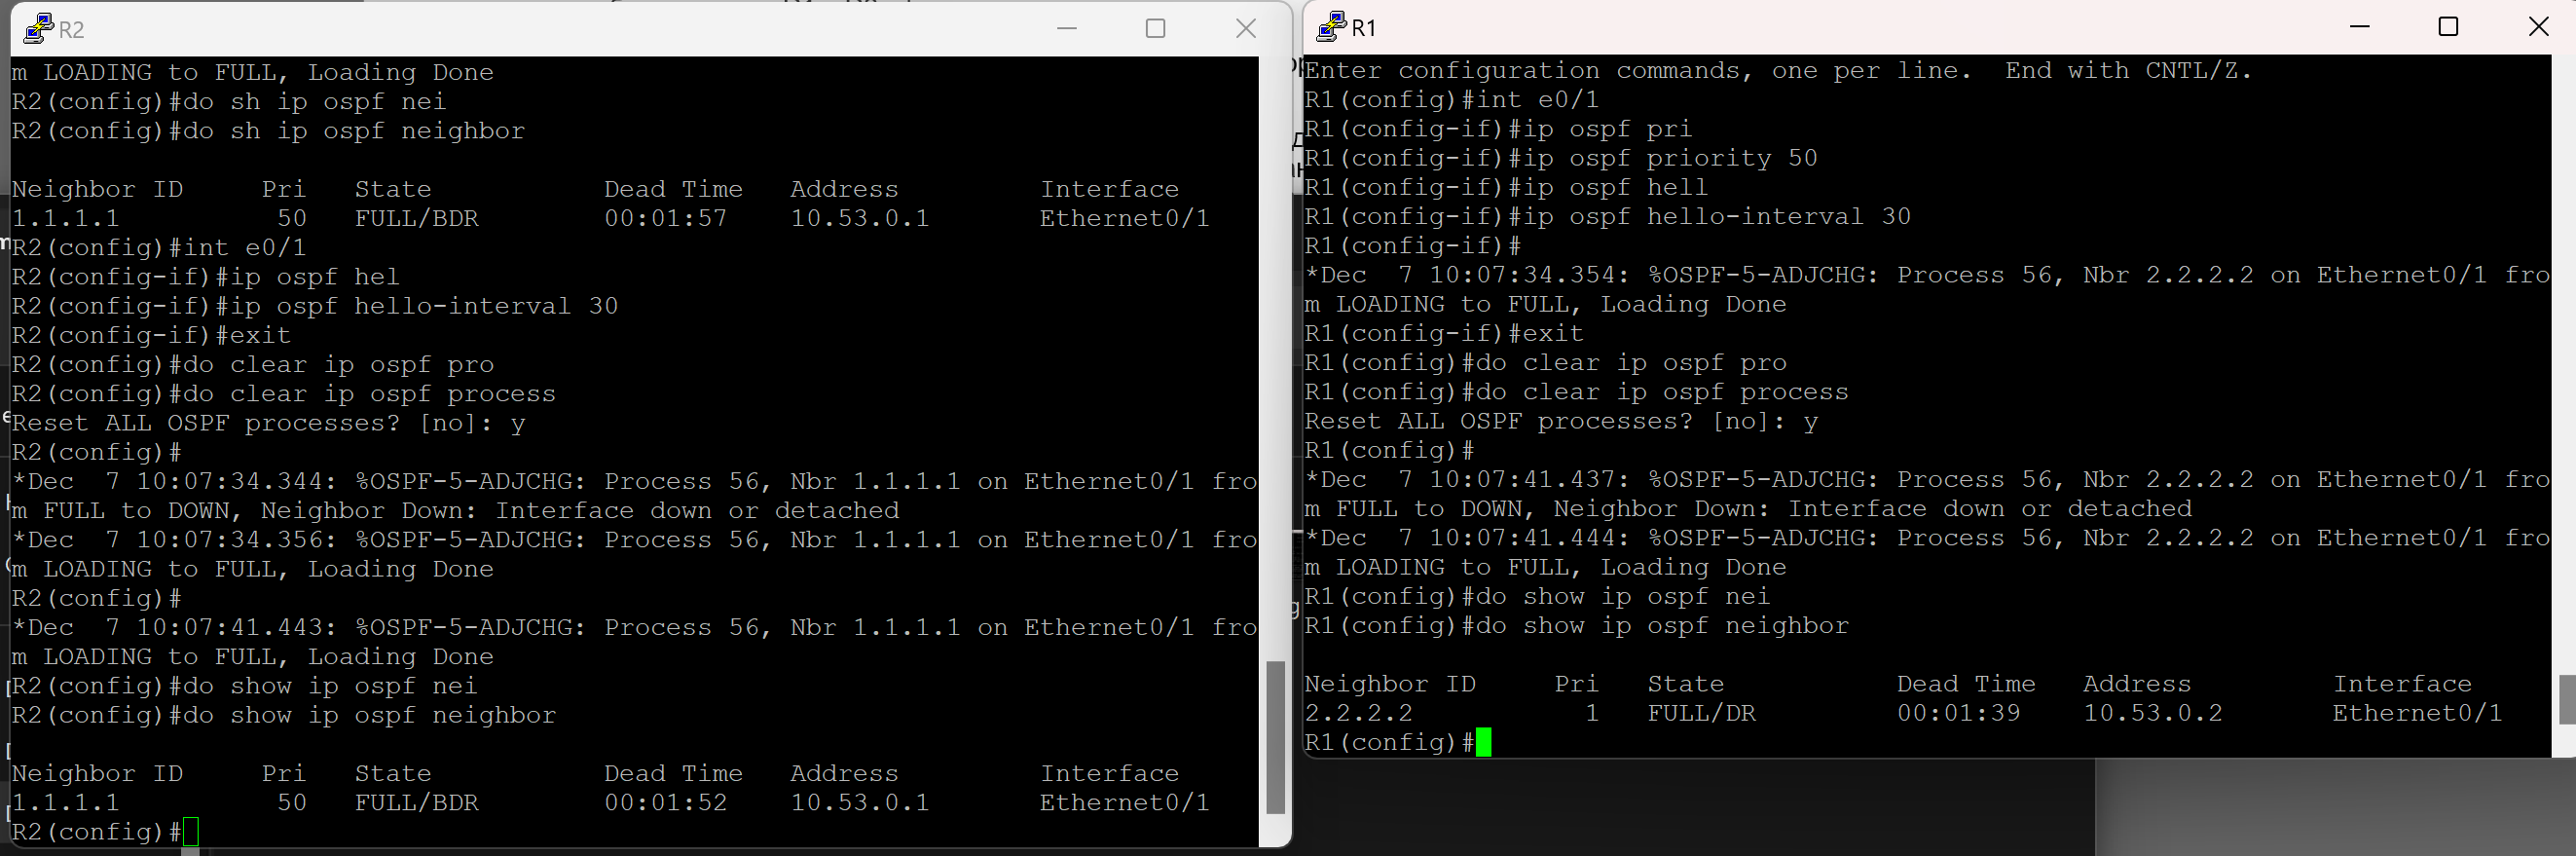 R2
m LOADING to FULL, Loading Done
R2(config)#do sh ip ospf nei
R2(config)#do sh ip ospf neighbor
Neighbor ID     Pri   State           Dead Time   Address         Interface
1.1.1.1          50   FULL/BDR        00:01:57    10.53.0.1       Ethernet0/1
R2(config)#int e0/1
R2(config-if)#ip ospf hel
R2(config-if)#ip ospf hello-interval 30
R2(config-if)#exit
R2(config)#do clear ip ospf pro
R2(config)#do clear ip ospf process
Reset ALL OSPF processes? [no]: y
R2(config)#
*Dec  7 10:07:34.344: %OSPF-5-ADJCHG: Process 56, Nbr 1.1.1.1 on Ethernet0/1 fro
m FULL to DOWN, Neighbor Down: Interface down or detached
*Dec  7 10:07:34.356: %OSPF-5-ADJCHG: Process 56, Nbr 1.1.1.1 on Ethernet0/1 fro
m LOADING to FULL, Loading Done
R2(config)#
*Dec  7 10:07:41.443: %OSPF-5-ADJCHG: Process 56, Nbr 1.1.1.1 on Ethernet0/1 fro
m LOADING to FULL, Loading Done
R2(config)#do show ip ospf nei
R2(config)#do show ip ospf neighbor
Neighbor ID     Pri   State           Dead Time   Address         Interface
1.1.1.1          50   FULL/BDR        00:01:52    10.53.0.1       Ethernet0/1
R2(config)#
R1
Enter configuration commands, one per line.  End with CNTL/Z.
R1(config)#int e0/1
R1(config-if)#ip ospf pri
R1(config-if)#ip ospf priority 50
R1(config-if)#ip ospf hell
R1(config-if)#ip ospf hello-interval 30
R1(config-if)#
*Dec  7 10:07:34.354: %OSPF-5-ADJCHG: Process 56, Nbr 2.2.2.2 on Ethernet0/1 fro
m LOADING to FULL, Loading Done
R1(config-if)#exit
R1(config)#do clear ip ospf pro
R1(config)#do clear ip ospf process
Reset ALL OSPF processes? [no]: y
R1(config)#
*Dec  7 10:07:41.437: %OSPF-5-ADJCHG: Process 56, Nbr 2.2.2.2 on Ethernet0/1 fro
m FULL to DOWN, Neighbor Down: Interface down or detached
*Dec  7 10:07:41.444: %OSPF-5-ADJCHG: Process 56, Nbr 2.2.2.2 on Ethernet0/1 fro
m LOADING to FULL, Loading Done
R1(config)#do show ip ospf nei
R1(config)#do show ip ospf neighbor
Neighbor ID     Pri   State           Dead Time   Address         Interface
2.2.2.2           1   FULL/DR         00:01:39    10.53.0.2       Ethernet0/1
R1(config)#